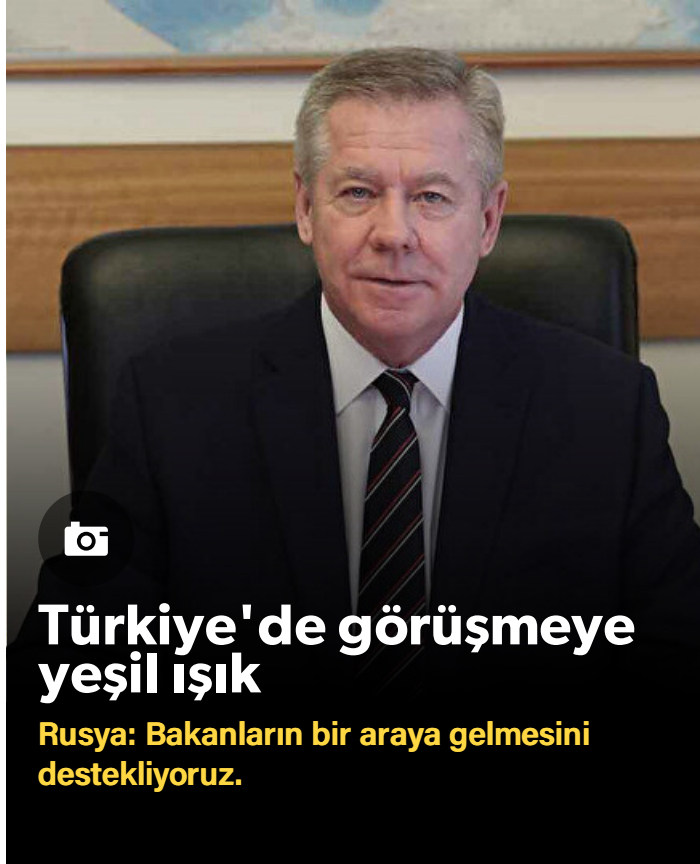 Türkiye'de görüşmeye
yeşil ışık
Rusya: Bakanların bir araya gelmesini
destekliyoruz.